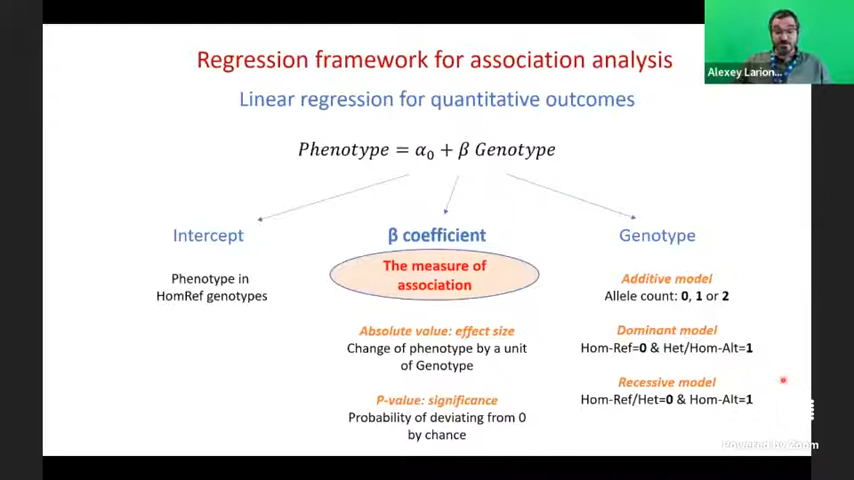 Regression framework for association analysis
Linear regression for quantitative outcomes
Phenotype = α₀ + β Genotype
Intercept
Phenotype in
HomRef genotypes
β coefficient
The measure of
association
Absolute value: effect size
Change of phenotype by a unit
of Genotype
P-value: significance
Probability of deviating from 0
by chance
Genotype
Additive model
Allele count: 0, 1 or 2
Dominant model
Hom-Ref=0 & Het/Hom-Alt=1
Recessive model
Hom-Ref/Het=0 & Hom-Alt=1
Alexey Larion...
Powered by Zoom